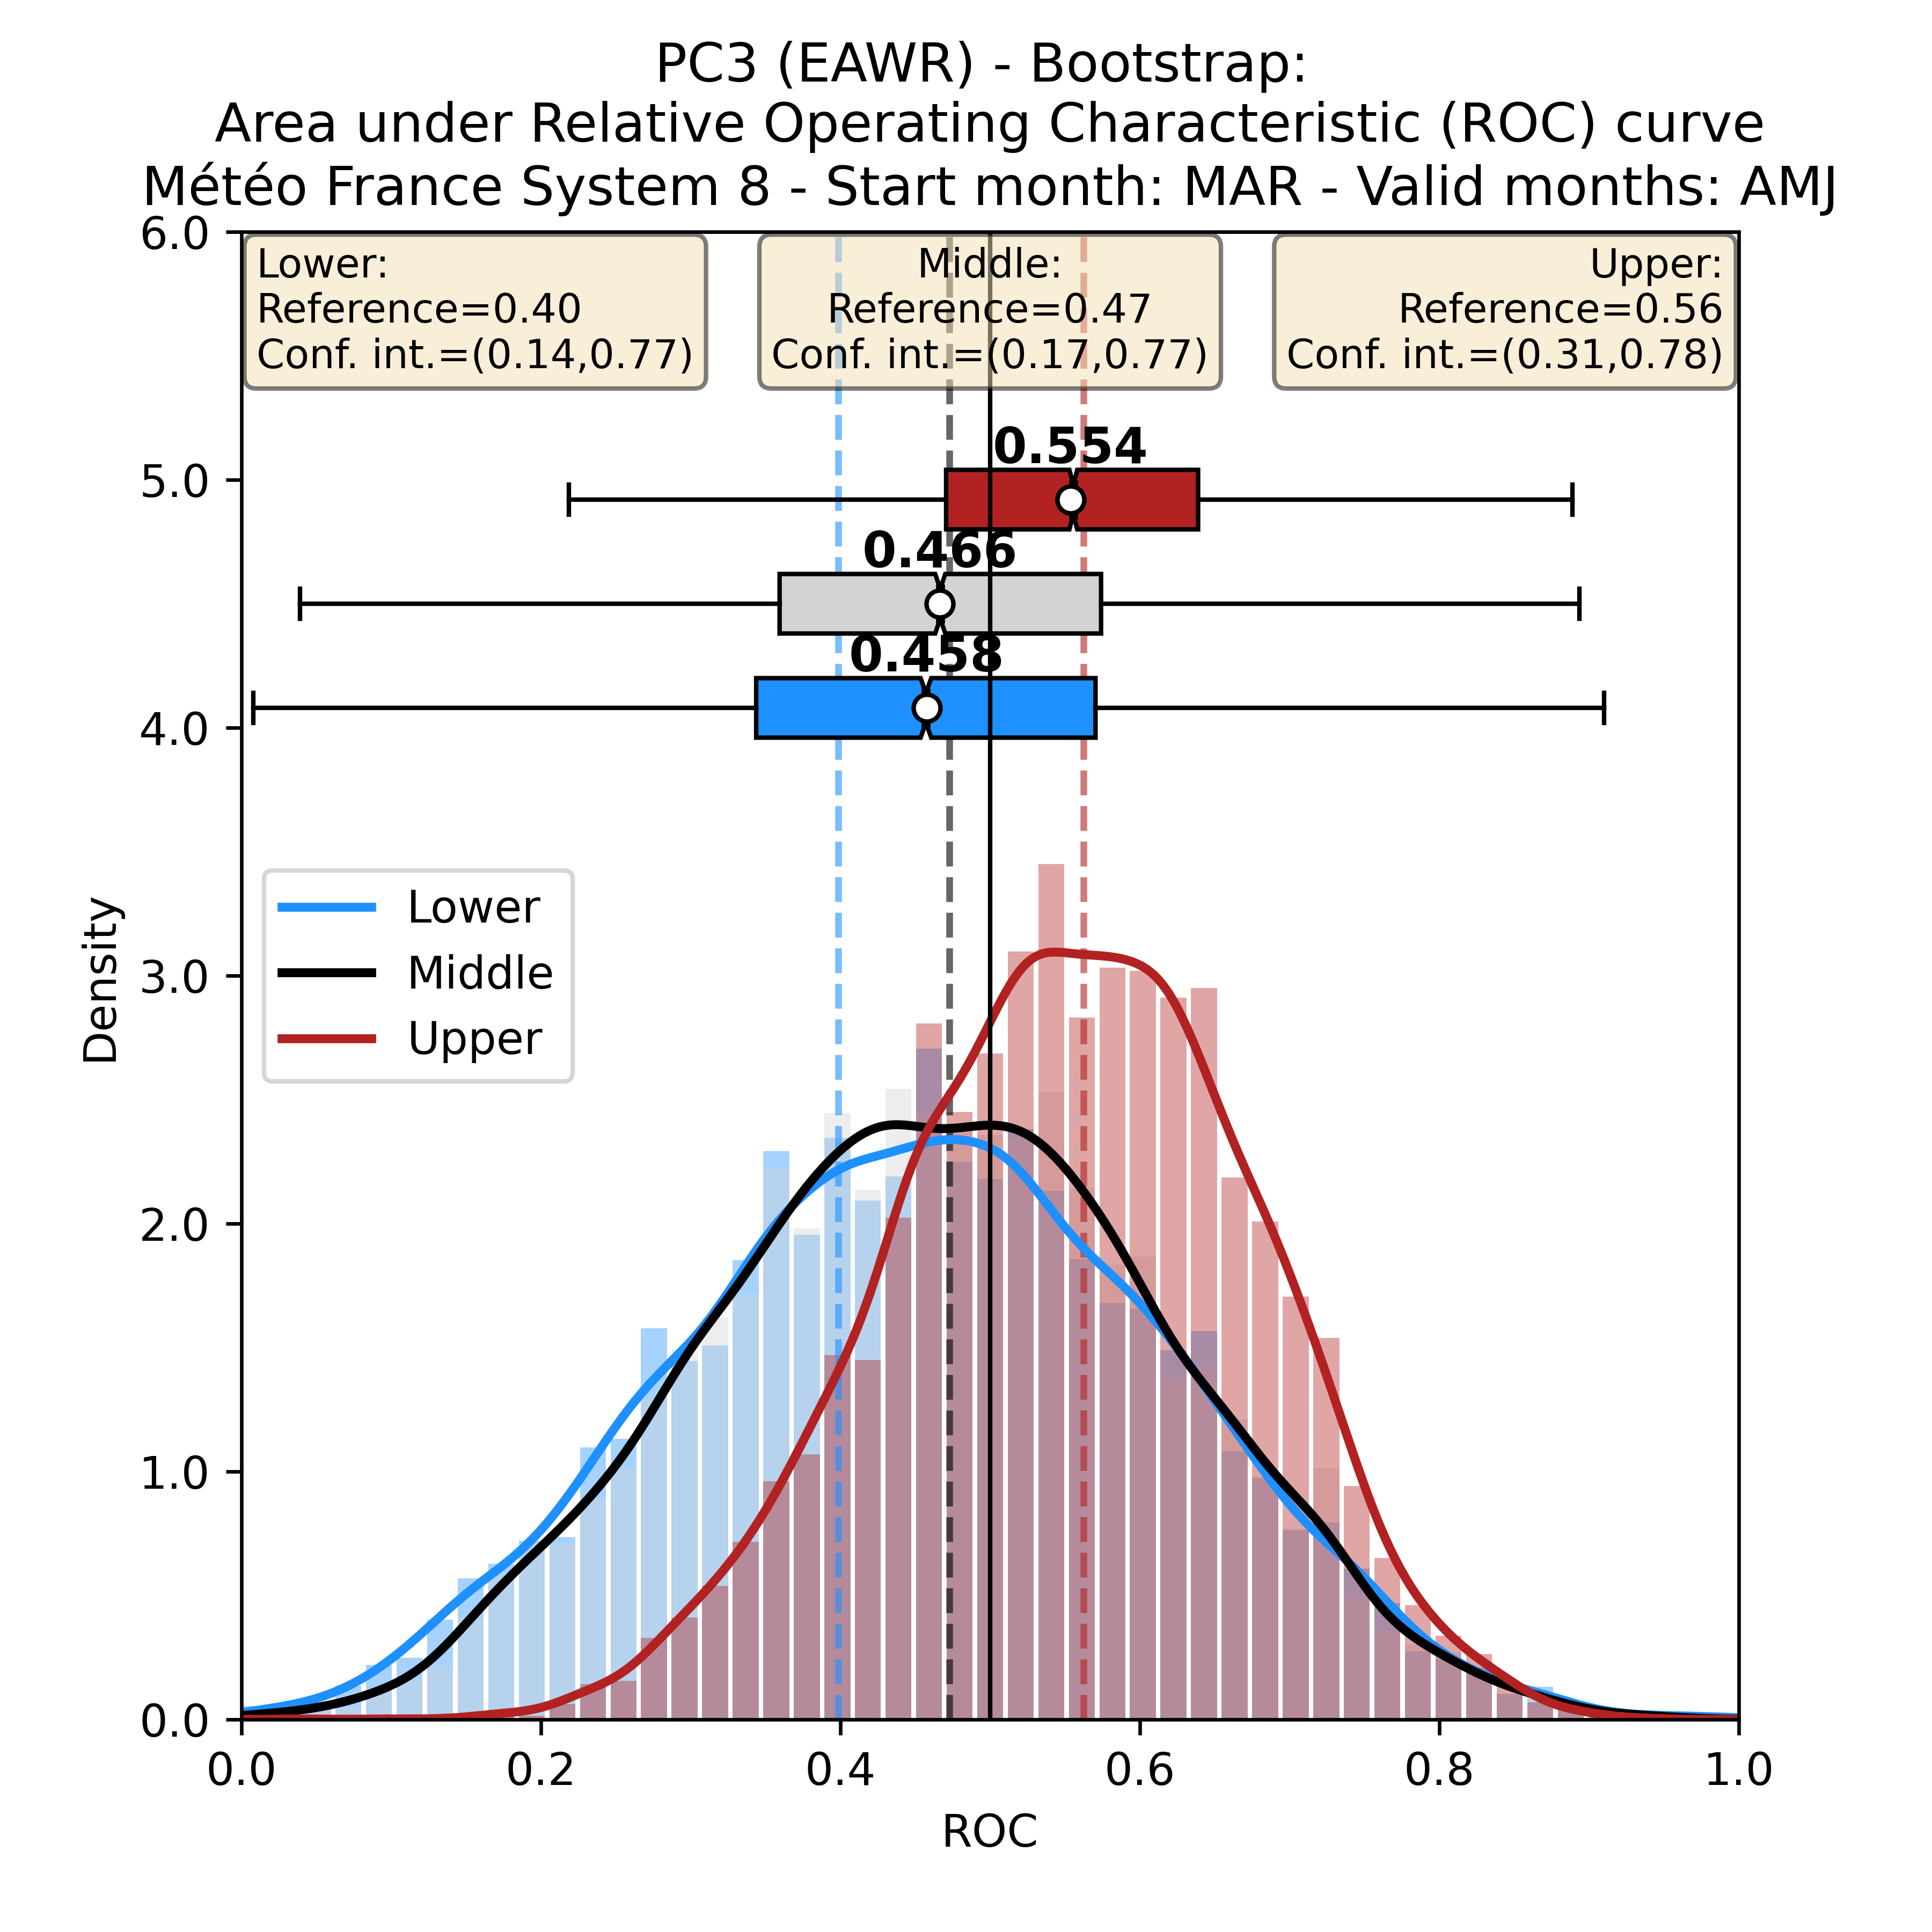 PC3 (EAWR) - Bootstrap:
Area under Relative Operating Characteristic (ROC) curve
Météo France System 8 - Start month: MAR - Valid months: AMJ
Lower:
Reference=0.40
Conf. int.=(0.14,0.77)
Middle:
Reference=0.47
Conf. int.=(0.17,0.77)
Upper:
Reference=0.56
Conf. int.=(0.31,0.78)
0.554
0.466
0.458
Lower
Middle
Upper
Density
6.0
5.0
4.0
3.0
2.0
1.0
0.0
0.0 0.2 0.4 0.6 0.8 1.0
ROC